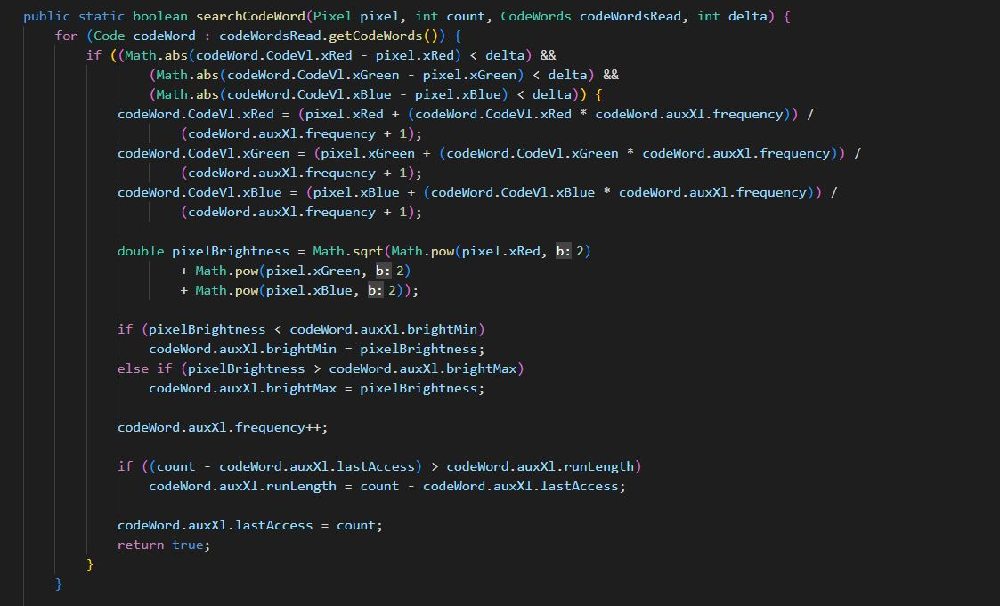 public static boolean searchCodeWord(Pixel pixel, int count, CodeWords codeWordsRead, int delta) {
    for (Code codeWord : codeWordsRead.getCodeWords()) {
        if ((Math.abs(codeWord.CodeVl.xRed - pixel.xRed) < delta) &&
                (Math.abs(codeWord.CodeVl.xGreen - pixel.xGreen) < delta) &&
                (Math.abs(codeWord.CodeVl.xBlue - pixel.xBlue) < delta)) {
            codeWord.CodeVl.xRed = (pixel.xRed + (codeWord.CodeVl.xRed * codeWord.auxXl.frequency)) /
                    (codeWord.auxXl.frequency + 1);
            codeWord.CodeVl.xGreen = (pixel.xGreen + (codeWord.CodeVl.xGreen * codeWord.auxXl.frequency)) /
                    (codeWord.auxXl.frequency + 1);
            codeWord.CodeVl.xBlue = (pixel.xBlue + (codeWord.CodeVl.xBlue * codeWord.auxXl.frequency)) /
                    (codeWord.auxXl.frequency + 1);

            double pixelBrightness = Math.sqrt(Math.pow(pixel.xRed, b: 2)
                    + Math.pow(pixel.xGreen, b: 2)
                    + Math.pow(pixel.xBlue, b: 2));

            if (pixelBrightness < codeWord.auxXl.brightMin)
                codeWord.auxXl.brightMin = pixelBrightness;
            else if (pixelBrightness > codeWord.auxXl.brightMax)
                codeWord.auxXl.brightMax = pixelBrightness;

            codeWord.auxXl.frequency++;

            if ((count - codeWord.auxXl.lastAccess) > codeWord.auxXl.runLength)
                codeWord.auxXl.runLength = count - codeWord.auxXl.lastAccess;

            codeWord.auxXl.lastAccess = count;
            return true;
        }
    }